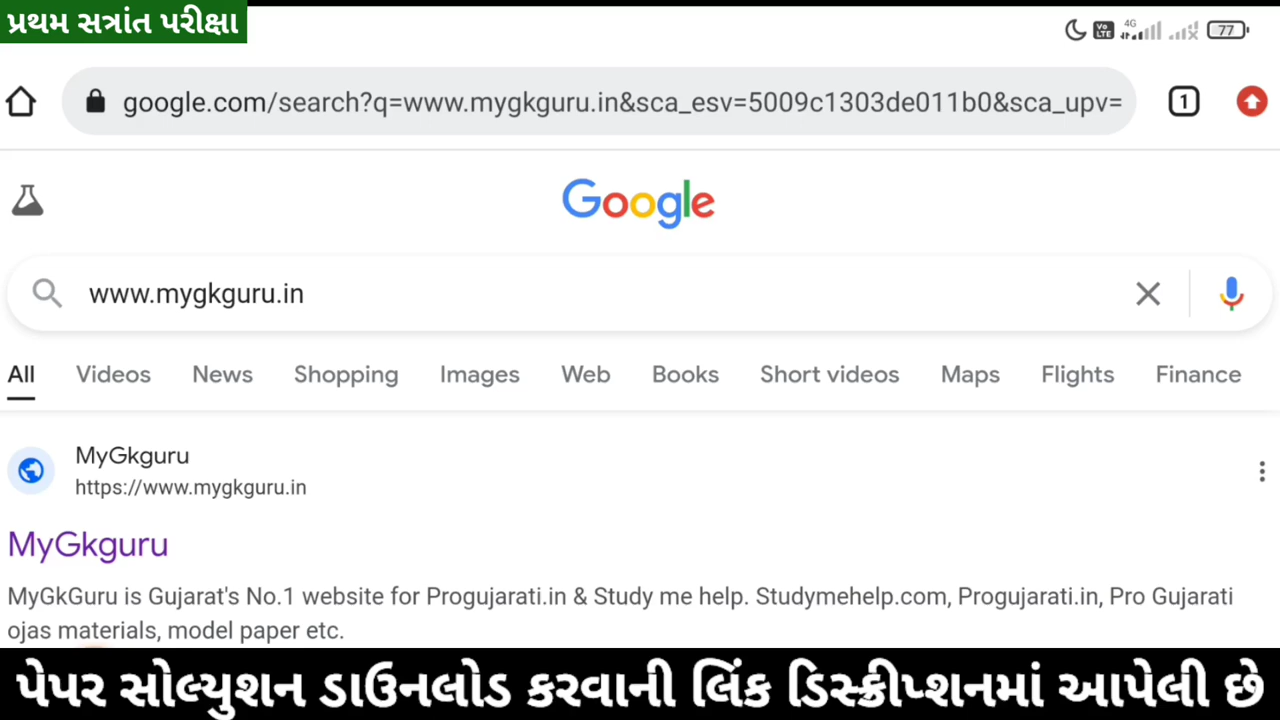 પ્રથમ સત્રાંત પરીક્ષા
Vo LTE 4G 77
google.com/search?q=www.mygkguru.in&sca_esv=5009c1303de011b0&sca_upv=
1
Google
www.mygkguru.in
All Videos News Shopping Images Web Books Short videos Maps Flights Finance
MyGkguru
https://www.mygkguru.in
MyGkguru
MyGkGuru is Gujarat's No.1 website for Progujarati.in & Study me help. Studymehelp.com, Progujarati.in, Pro Gujarati
ojas materials, model paper etc.
પેપર સોલ્યુશન ડાઉનલોડ કરવાની લિંક ડિસ્ક્રીપ્શનમાં આપેલી છે